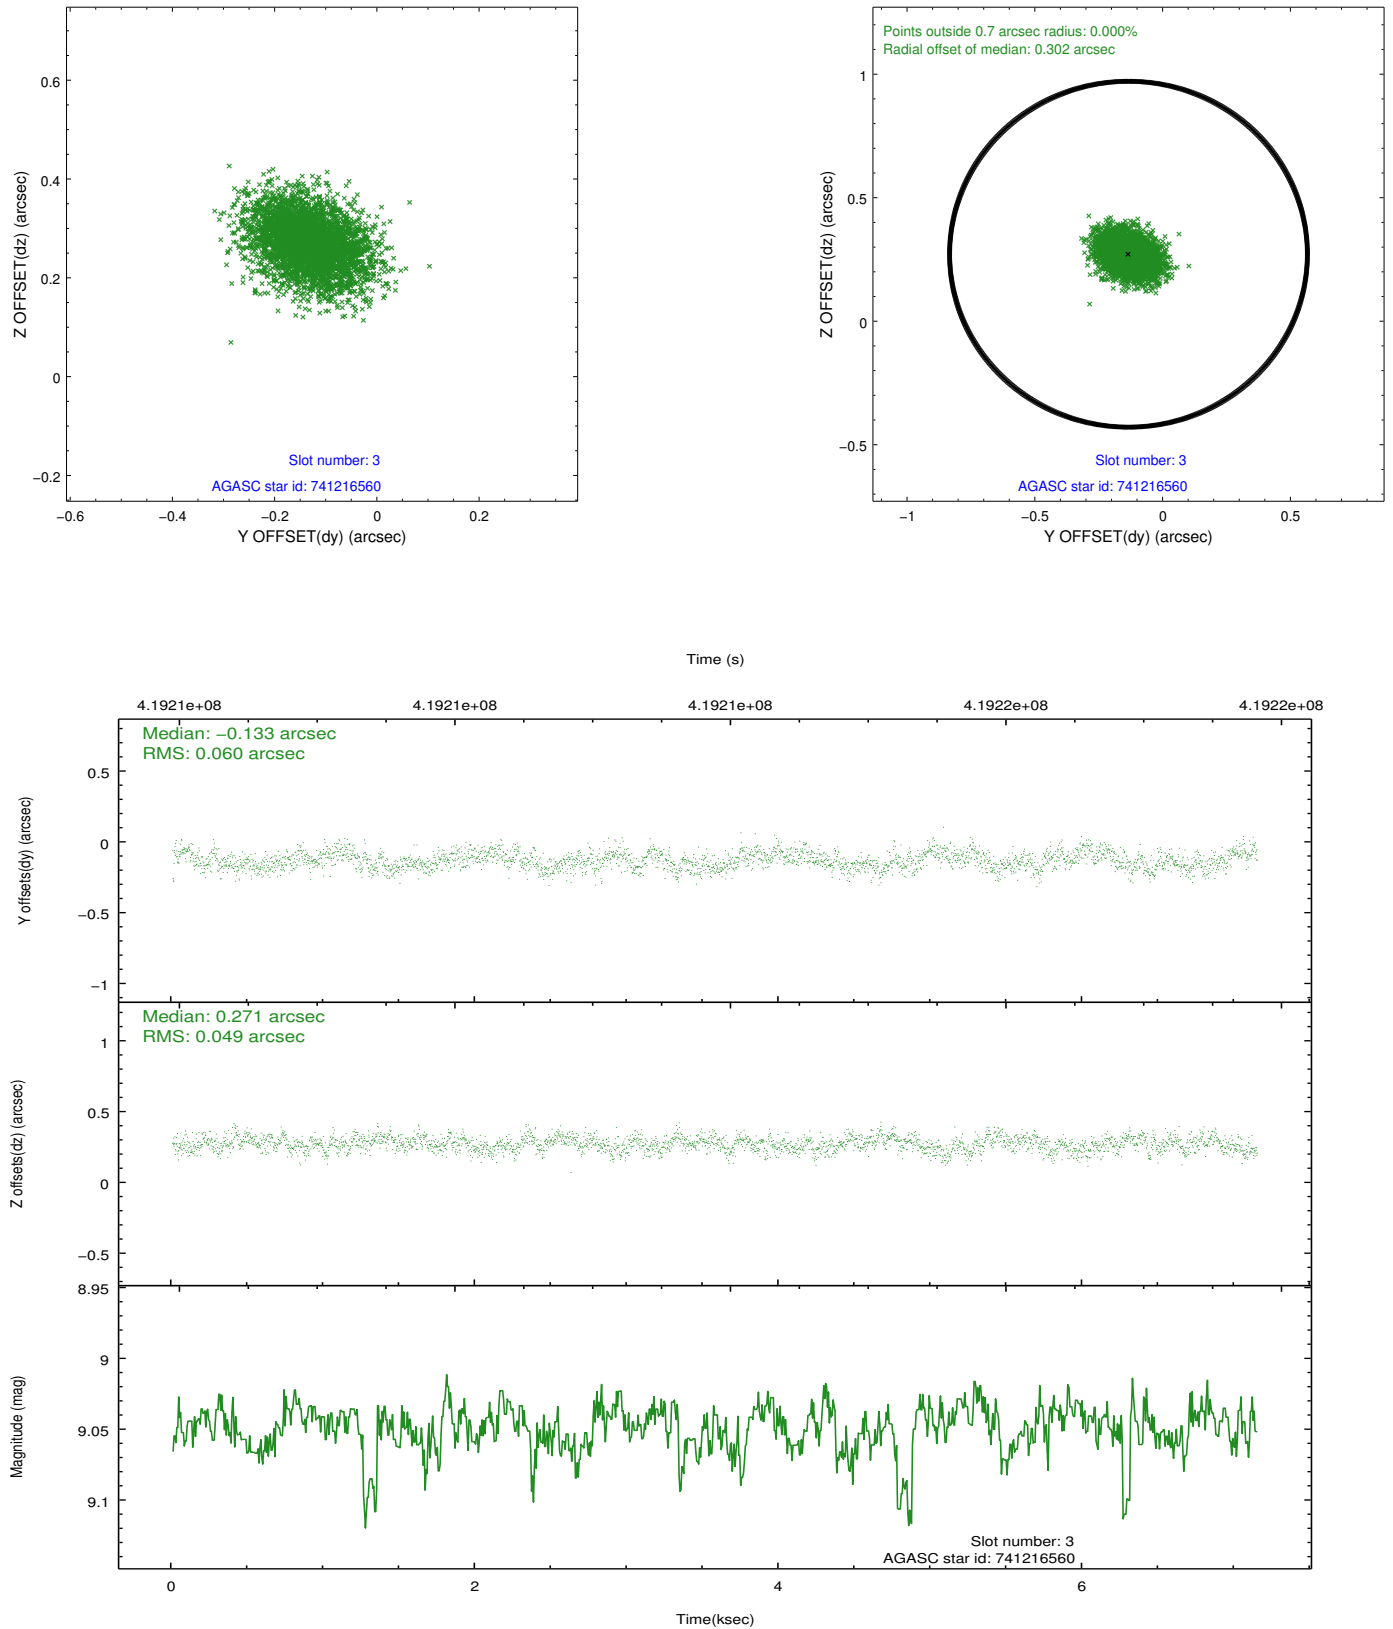 0.6
0.4
0.2
0
−0.2
Z OFFSET(dz) (arcsec)
Slot number: 3
AGASC star id: 741216560
−0.6 −0.4 −0.2 0 0.2
Y OFFSET(dy) (arcsec)
Points outside 0.7 arcsec radius: 0.000%
Radial offset of median: 0.302 arcsec
1
0.5
0
−0.5
Z OFFSET(dz) (arcsec)
Slot number: 3
AGASC star id: 741216560
−1 −0.5 0 0.5
Y OFFSET(dy) (arcsec)
Time (s)
4.1921e+08 4.1921e+08 4.1921e+08 4.1922e+08 4.1922e+08
Median: −0.133 arcsec
RMS: 0.060 arcsec
0.5
0
−0.5
−1
Y offsets(dy) (arcsec)
Median: 0.271 arcsec
RMS: 0.049 arcsec
1
0.5
0
−0.5
Z offsets(dz) (arcsec)
8.95
9
9.05
9.1
Magnitude (mag)
Slot number: 3
AGASC star id: 741216560
0 2 4 6
Time(ksec)